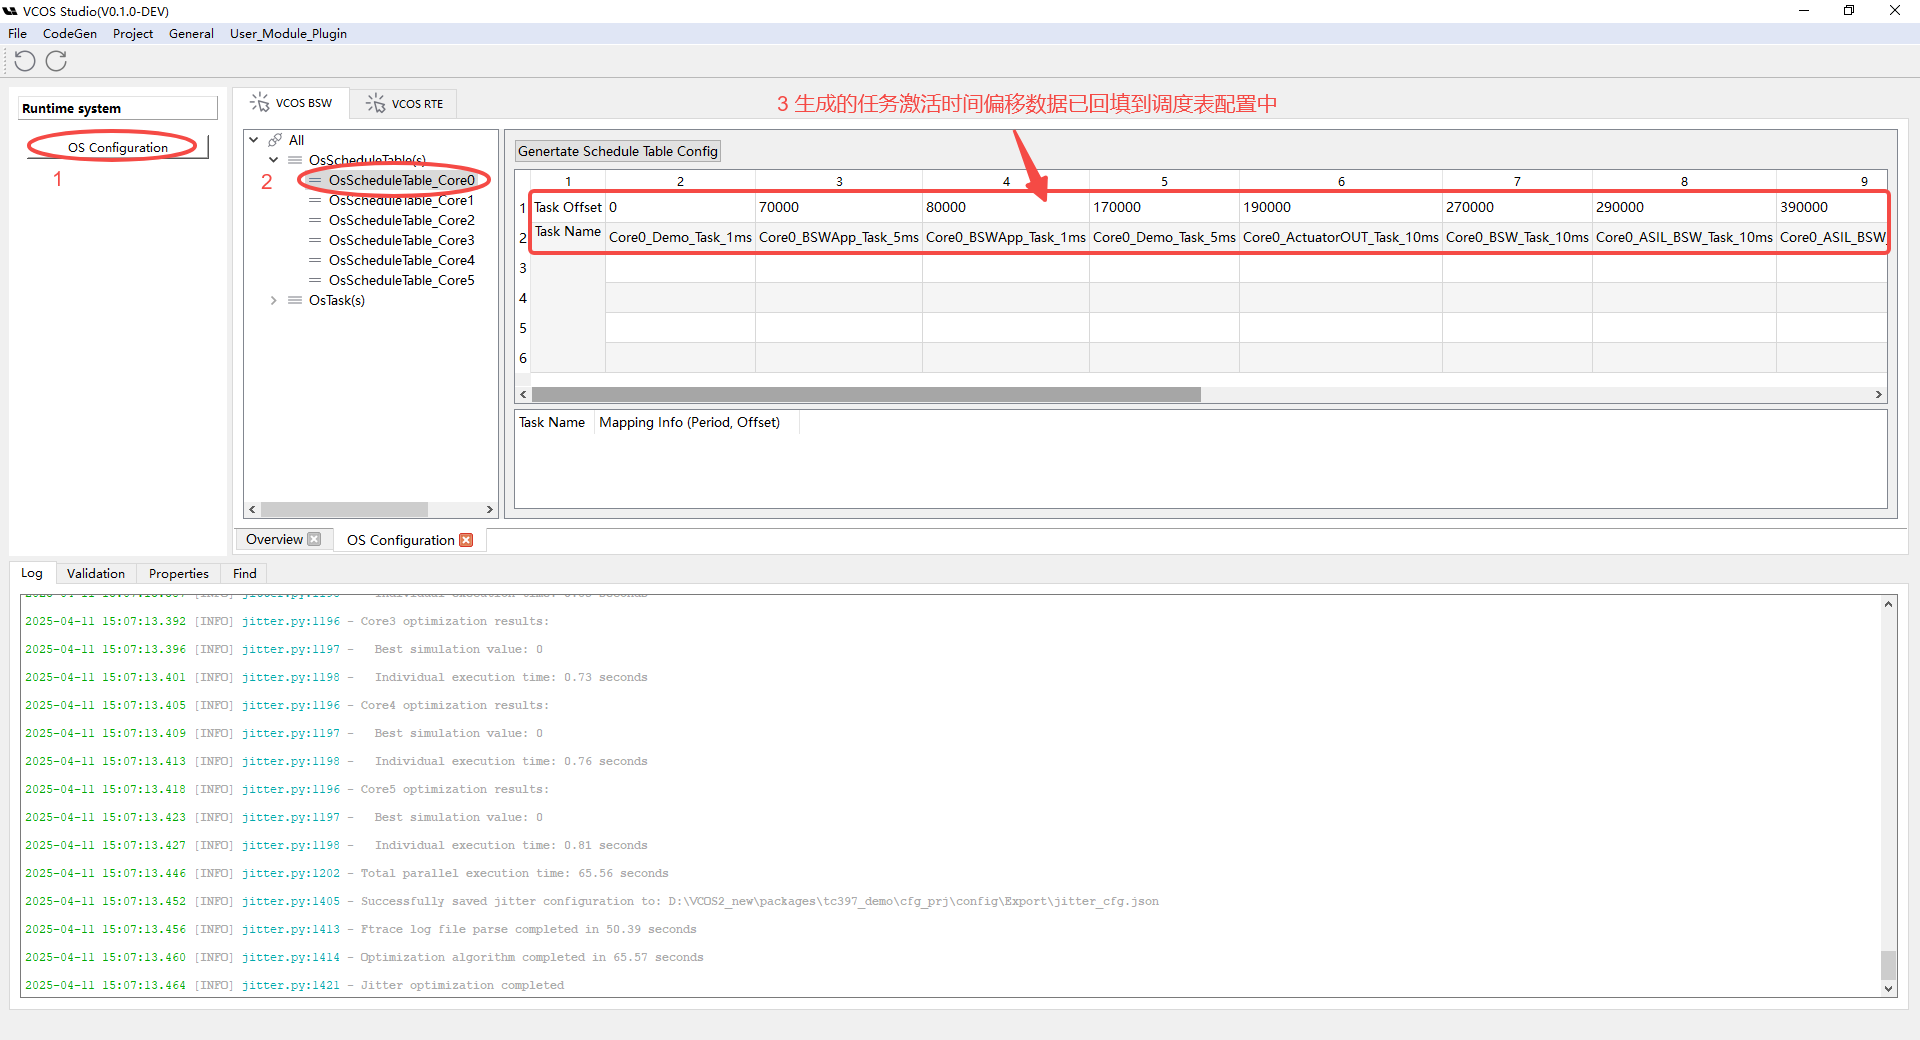 VCOS Studio(V0.1.0-DEV)
File CodeGen Project General User_Module_Plugin
Runtime system
OS Configuration
1
VCOS BSW VCOS RTE
3 生成的任务激活时间偏移数据已回填到调度表配置中
All
OsScheduleTable(s)
2
OsScheduleTable_Core0
OsScheduleTable_Core1
OsScheduleTable_Core2
OsScheduleTable_Core3
OsScheduleTable_Core4
OsScheduleTable_Core5
OsTask(s)
Genertate Schedule Table Config
1 2 3 4 5 6 7 8 9
1 Task Offset 0 70000 80000 170000 190000 270000 290000 390000
2 Task Name Core0_Demo_Task_1ms Core0_BSWApp_Task_5ms Core0_BSWApp_Task_1ms Core0_Demo_Task_5ms Core0_ActuatorOUT_Task_10ms Core0_BSW_Task_10ms Core0_ASIL_BSW_Task_10ms Core0_ASIL_BSW_
3
4
5
6
Task Name Mapping Info (Period, Offset)
Overview OS Configuration
Log Validation Properties Find
2025-04-11 15:07:13.392 [INFO] jitter.py:1196 - Core3 optimization results:
2025-04-11 15:07:13.396 [INFO] jitter.py:1197 - Best simulation value: 0
2025-04-11 15:07:13.401 [INFO] jitter.py:1198 - Individual execution time: 0.73 seconds
2025-04-11 15:07:13.405 [INFO] jitter.py:1196 - Core4 optimization results:
2025-04-11 15:07:13.409 [INFO] jitter.py:1197 - Best simulation value: 0
2025-04-11 15:07:13.413 [INFO] jitter.py:1198 - Individual execution time: 0.76 seconds
2025-04-11 15:07:13.418 [INFO] jitter.py:1196 - Core5 optimization results:
2025-04-11 15:07:13.423 [INFO] jitter.py:1197 - Best simulation value: 0
2025-04-11 15:07:13.427 [INFO] jitter.py:1198 - Individual execution time: 0.81 seconds
2025-04-11 15:07:13.446 [INFO] jitter.py:1202 - Total parallel execution time: 65.56 seconds
2025-04-11 15:07:13.452 [INFO] jitter.py:1405 - Successfully saved jitter configuration to: D:\VCOS2_new\packages\tc397_demo\cfg_prj\config\Export\jitter_cfg.json
2025-04-11 15:07:13.456 [INFO] jitter.py:1413 - Ftrace log file parse completed in 50.39 seconds
2025-04-11 15:07:13.460 [INFO] jitter.py:1414 - Optimization algorithm completed in 65.57 seconds
2025-04-11 15:07:13.464 [INFO] jitter.py:1421 - Jitter optimization completed